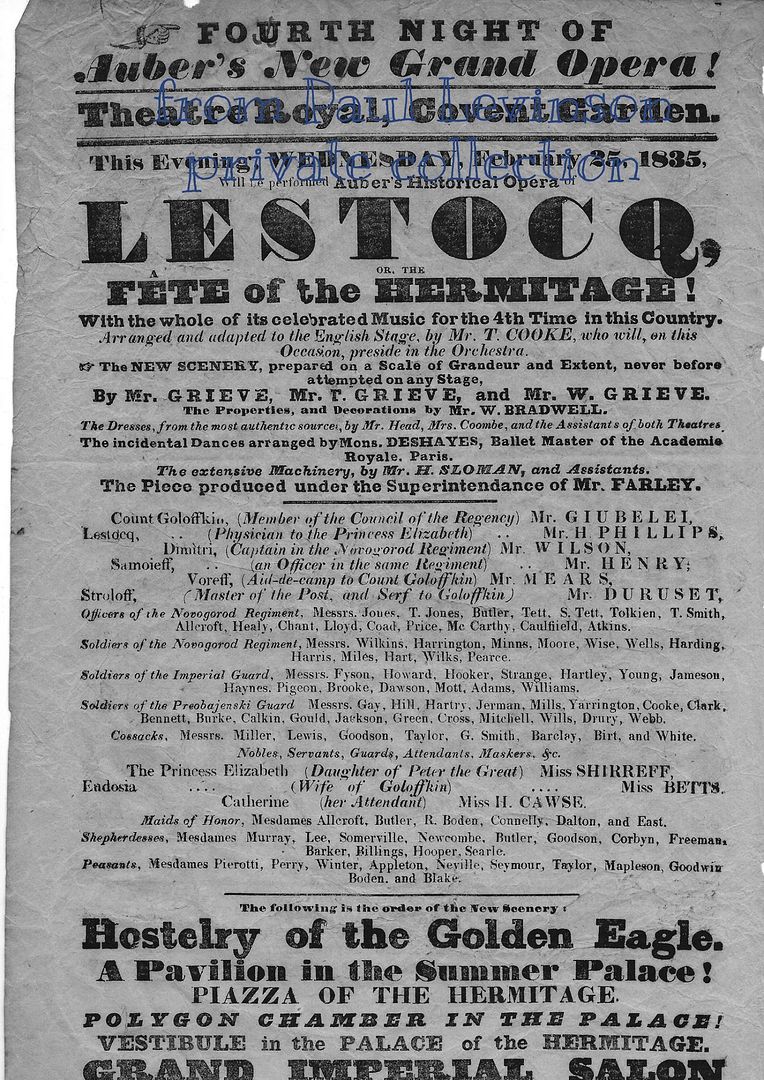 FOURTH NIGHT OF
Auber's New Grand Opera!
Theatre Royal, Covent Garden.
from Paul Levinson
private collection
This Evening, WEDNESDAY, February 25, 1835,
Will be performed Auber's Historical Opera of
LESTOCQ,
OR, THE
FÊTE of the HERMITAGE!
With the whole of its celebrated Music for the 4th Time in this Country.
Arranged and adapted to the English Stage, by Mr. T. COOKE, who will, on this
Occasion, preside in the Orchestra.
☞ The NEW SCENERY, prepared on a Scale of Grandeur and Extent, never before
attempted on any Stage,
By Mr. GRIEVE, Mr. T. GRIEVE, and Mr. W. GRIEVE.
The Properties, and Decorations by Mr. W. BRADWELL.
The Dresses, from the most authentic sources, by Mr. Head, Mrs. Coombe, and the Assistants of both Theatres.
The incidental Dances arranged by Mons. DESHAYES, Ballet Master of the Academie
Royale. Paris.
The extensive Machinery, by Mr. H. SLOMAN, and Assistants.
The Piece produced under the Superintendance of Mr. FARLEY.
Count Goloffkin, (Member of the Council of the Regency) Mr. GIUBELEI,
Lestocq, .. (Physician to the Princess Elizabeth) .. Mr. H. PHILLIPS,
Dimitri, (Captain in the Novogorod Regiment) Mr. WILSON,
Samoieff, .. (an Officer in the same Regiment) .. Mr. HENRY;
Voreff, (Aid-de-camp to Count Goloffkin) Mr. MEARS,
Stroloff, (Master of the Post, and Serf to Goloffkin) Mr. DURUSET,
Officers of the Novogorod Regiment, Messrs. Jones, T. Jones, Butler, Tett, S. Tett, Tolkien, T. Smith,
Allcroft, Healy, Chant, Lloyd, Coad, Price, Mc Carthy, Caulfield, Atkins.
Soldiers of the Novogorod Regiment, Messrs. Wilkins, Harrington, Minns, Moore, Wise, Wells, Harding,
Harris, Miles, Hart, Wilks, Pearce.
Soldiers of the Imperial Guard, Messrs. Fyson, Howard, Hooker, Strange, Hartley, Young, Jameson,
Haynes, Pigeon, Brooke, Dawson, Mott, Adams, Williams.
Soldiers of the Preobajenski Guard Messrs. Gay, Hill, Hartry, Jerman, Mills, Yarrington, Cooke, Clark,
Bennett, Burke, Calkin, Gould, Jackson, Green, Cross, Mitchell, Wills, Drury, Webb.
Cossacks, Messrs. Miller, Lewis, Goodson, Taylor, G. Smith, Barclay, Birt, and White.
Nobles, Servants, Guards, Attendants, Maskers, &c.
The Princess Elizabeth (Daughter of Peter the Great) Miss SHIRREFF,
Eudosia .... (Wife of Goloffkin) .... Miss BETTS.
Catherine (her Attendant) Miss H. CAWSE.
Maids of Honor, Mesdames Allcroft, Butler, R. Boden, Connelly, Dalton, and East.
Shepherdesses, Mesdames Murray, Lee, Somerville, Newcombe, Butler, Goodson, Corbyn, Freeman,
Barker, Billings, Hooper, Searle.
Peasants, Mesdames Pierotti, Perry, Winter, Appleton, Neville, Seymour, Taylor, Mapleson, Goodwin
Boden, and Blake.
The following is the order of the New Scenery:
Hostelry of the Golden Eagle.
A Pavilion in the Summer Palace!
PIAZZA OF THE HERMITAGE.
POLYGON CHAMBER IN THE PALACE!
VESTIBULE in the PALACE of the HERMITAGE.
GRAND IMPERIAL SALON